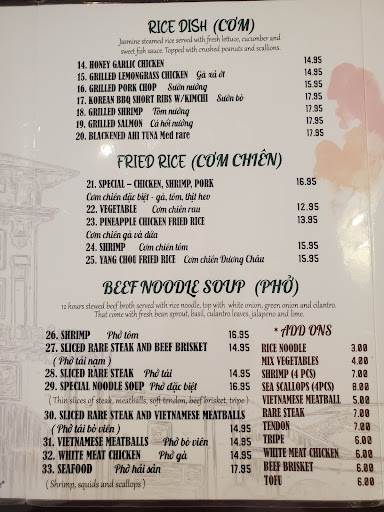 RICE DISH (CƠM)
Jasmine steamed rice served with fresh lettuce, cucumber and
sweet fish sauce. Topped with crushed peanuts and scallions.
14. HONEY GARLIC CHICKEN 14.95
15. GRILLED LEMONGRASS CHICKEN Gà xả ớt 14.95
16. GRILLED PORK CHOP Sườn nướng 15.95
17. KOREAN BBQ SHORT RIBS W/KIMCHI Sườn bò 17.95
18. GRILLED SHRIMP Tôm nướng 17.95
19. GRILLED SALMON Cá hồi nướng 17.95
20. BLACKENED AHI TUNA Med rare 17.95
FRIED RICE (CƠM CHIÊN)
21. SPECIAL – CHICKEN, SHRIMP, PORK 16.95
Cơm chiên đặc biệt - gà, tôm, thịt heo
22. VEGETABLE Cơm chiên rau 12.95
23. PINEAPPLE CHICKEN FRIED RICE 13.95
Cơm chiên gà và dứa
24. SHRIMP Cơm chiên tôm 15.95
25. YANG CHOU FRIED RICE Cơm chiên Dương Châu 15.95
BEEF NOODLE SOUP (PHỞ)
12 hours stewed beef broth served with rice noodle, top with white onion, green onion and cilantro.
That come with fresh bean sprout, basil, culantro leaves, jalapeno and lime.
26. SHRIMP Phở tôm 16.95
27. SLICED RARE STEAK AND BEEF BRISKET 14.95
( Phở tái nạm )
28. SLICED RARE STEAK Phở tái 14.95
29. SPECIAL NOODLE SOUP Phở đặc biệt 16.95
( Thin slices of steak, meatballs, soft tendon, beef brisket, tripe )
30. SLICED RARE STEAK AND VIETNAMESE MEATBALLS
( Phở tái bò viên ) 14.95
31. VIETNAMESE MEATBALLS Phở bò viên 14.95
32. WHITE MEAT CHICKEN Phở gà 14.95
33. SEAFOOD Phở hải sản 17.95
( Shrimp, squids and scallops )
* ADD ONS
RICE NOODLE 3.00
MIX VEGETABLES 4.00
SHRIMP (4 PCS) 7.00
SEA SCALLOPS (4PCS) 8.00
VIETNAMESE MEATBALL 5.00
RARE STEAK 7.00
TENDON 7.00
TRIPE 6.00
WHITE MEAT CHICKEN 6.00
BEEF BRISKET 6.00
TOFU 6.00